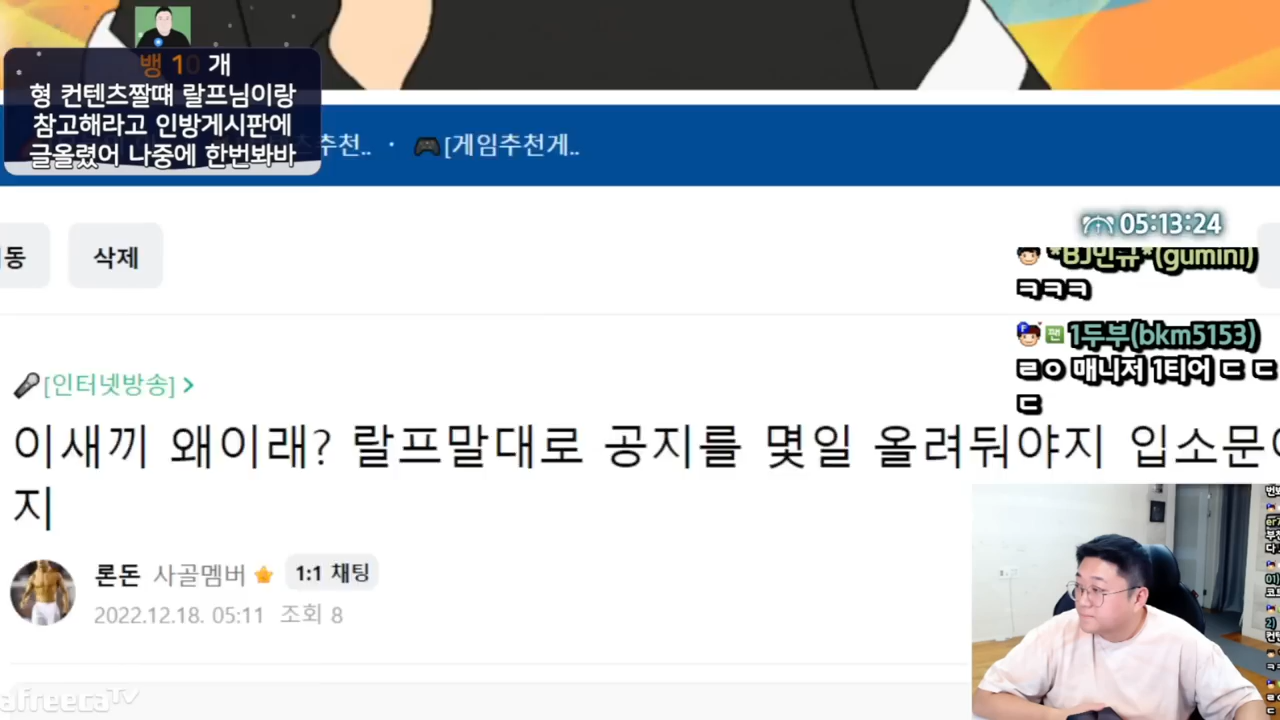 뱅 10 개
형 컨텐츠짤떄 랄프님이랑
참고해라고 인방게시판에
글올렸어 나중에 한번봐바
추천.. · [게임추천게..
동
삭제
05:13:24
*BJ민규*(gumini)
ㅋㅋㅋ
팬 1두부(bkm5153)
ㄹㅇ 매니저 1티어 ㄷ ㄷ
ㄷ
[인터넷방송] >
이새끼 왜이래? 랄프말대로 공지를 몇일 올려둬야지 입소문
지
론돈 사골멤버 1:1 채팅
2022.12.18. 05:11 조회 8
afreecaTV